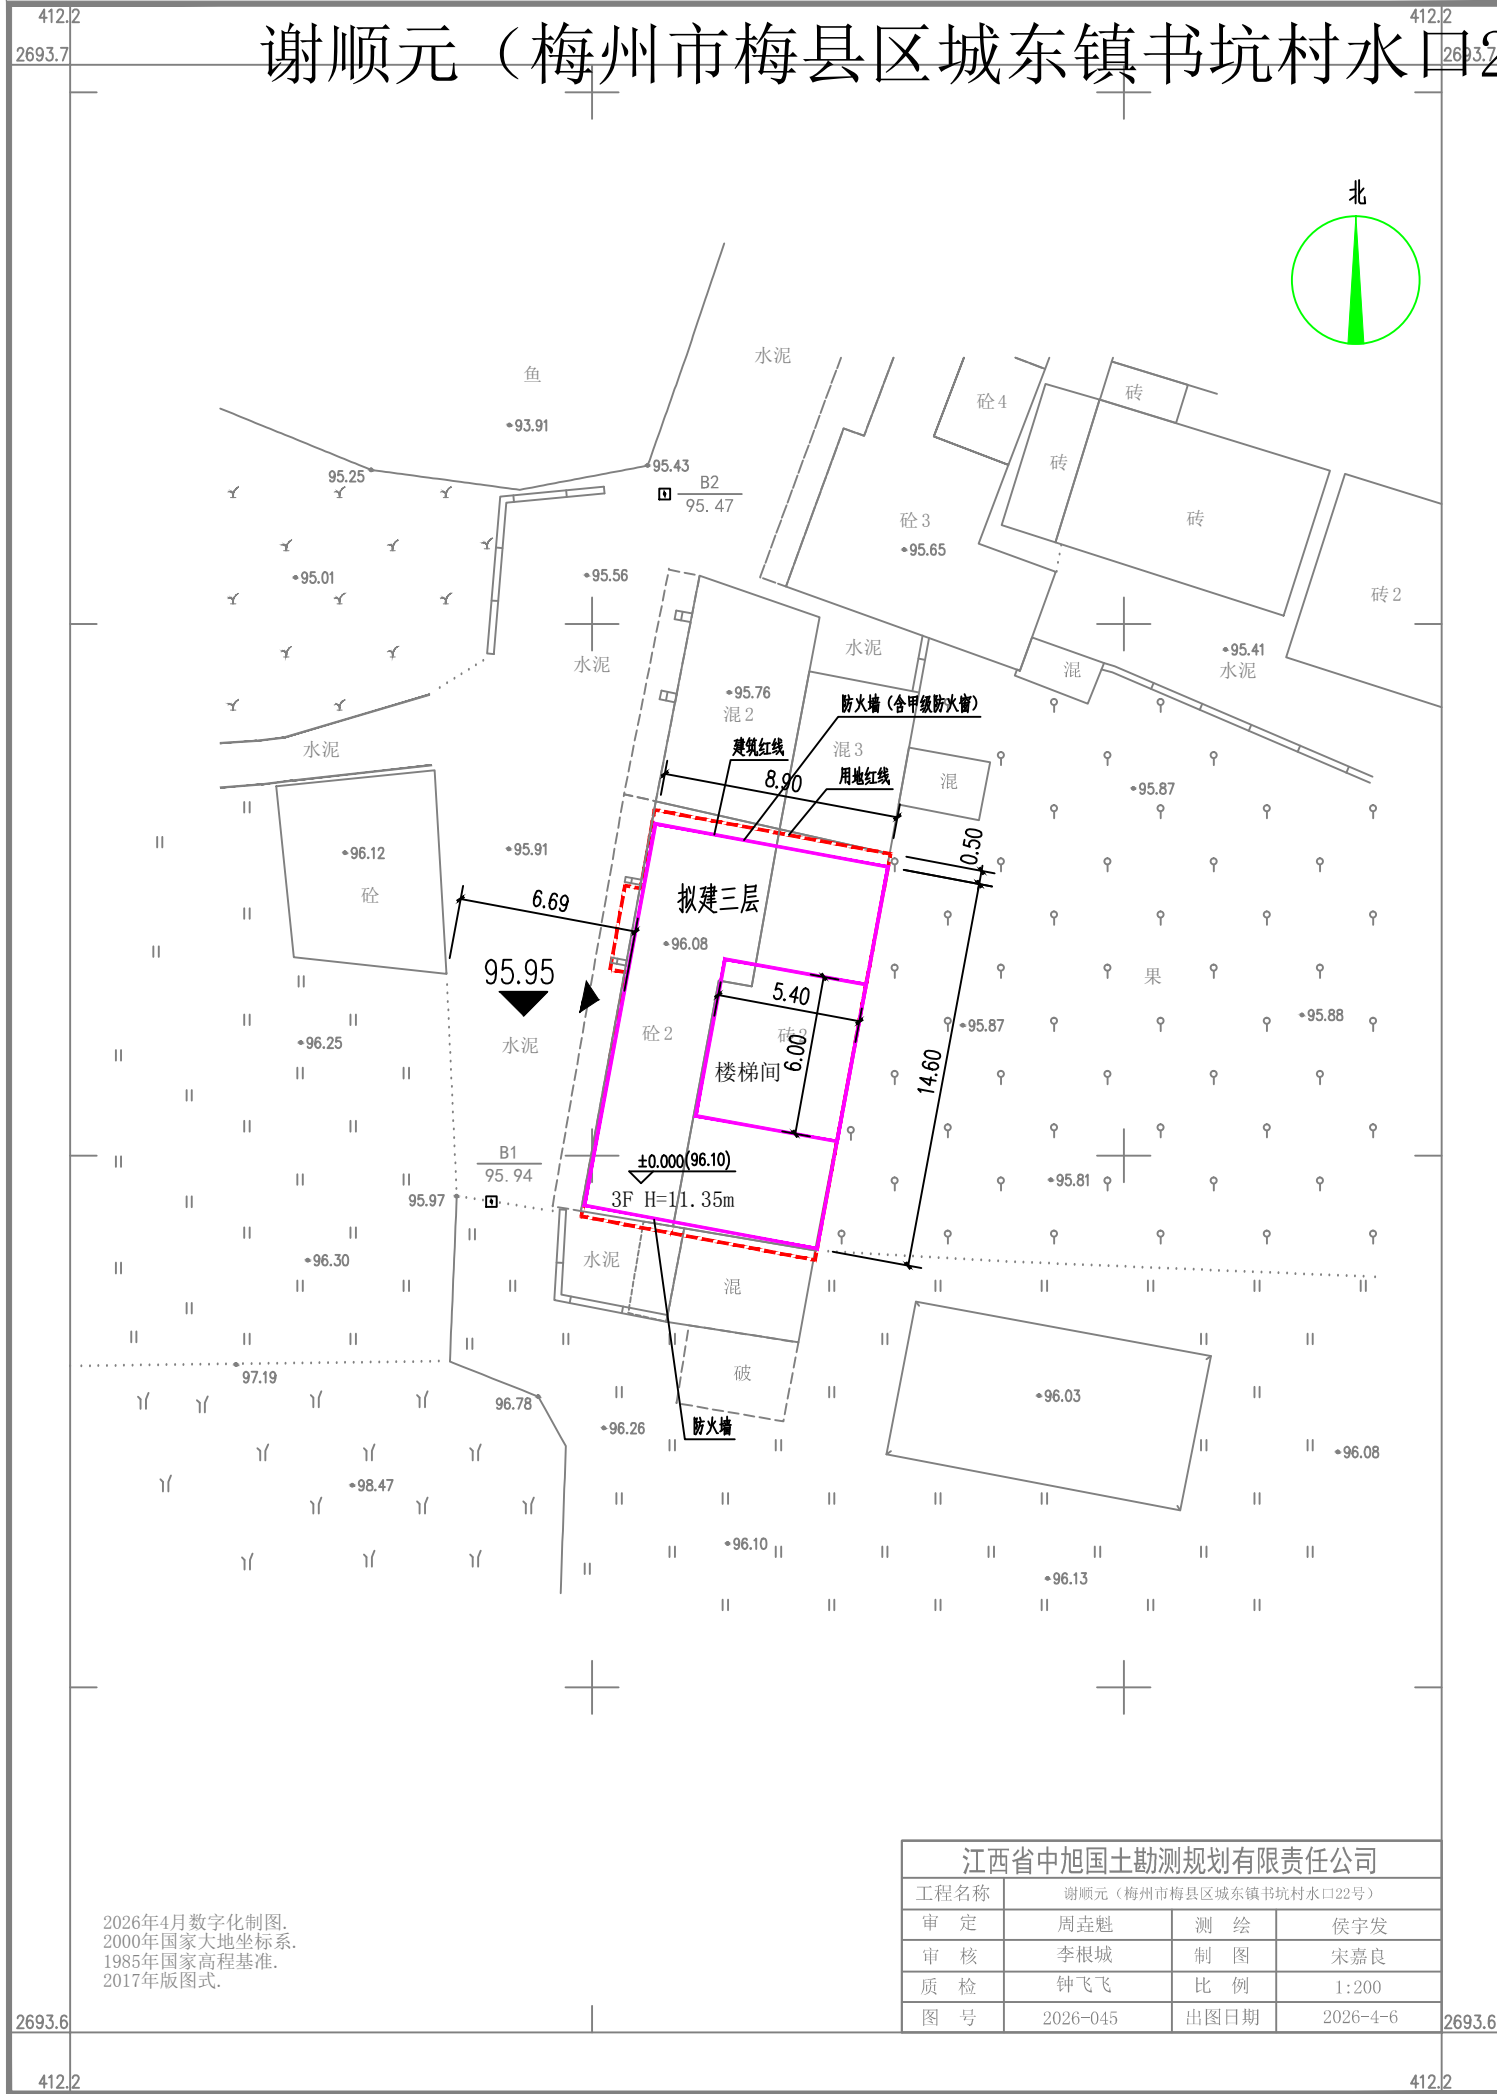 412.2
412.2
谢顺元（梅州市梅县区城东镇书坑村水口2
2693.7
2693.7
北
水泥
鱼
砖
砼4
93.91
砖
95.43
95.25
B2
95.47
砼3
砖
95.65
95.56
95.01
砖2
水泥
95.41
水泥
混
水泥
95.76
混2
防火墙（含甲级防火窗）
水泥
建筑红线
混3
用地红线
混
8.90
95.87
0.50
95.91
96.12
砼
6.69
拟建三层
96.08
95.95
果
5.40
95.88
95.87
砼2
砖2
水泥
96.25
6.00
楼梯间
14.60
B1
95.94
±0.000(96.10)
95.81
95.97
3F H=11.35m
水泥
96.30
混
破
97.19
96.78
96.03
96.26
防火墙
96.08
98.47
96.10
96.13
江西省中旭国土勘测规划有限责任公司
工程名称 谢顺元（梅州市梅县区城东镇书坑村水口22号）
审 定 周垚魁 测 绘 侯字发
审 核 李根城 制 图 宋嘉良
质 检 钟飞飞 比 例 1:200
图 号 2026-045 出图日期 2026-4-6
2026年4月数字化制图.
2000年国家大地坐标系.
1985年国家高程基准.
2017年版图式.
2693.6
2693.6
412.2
412.2